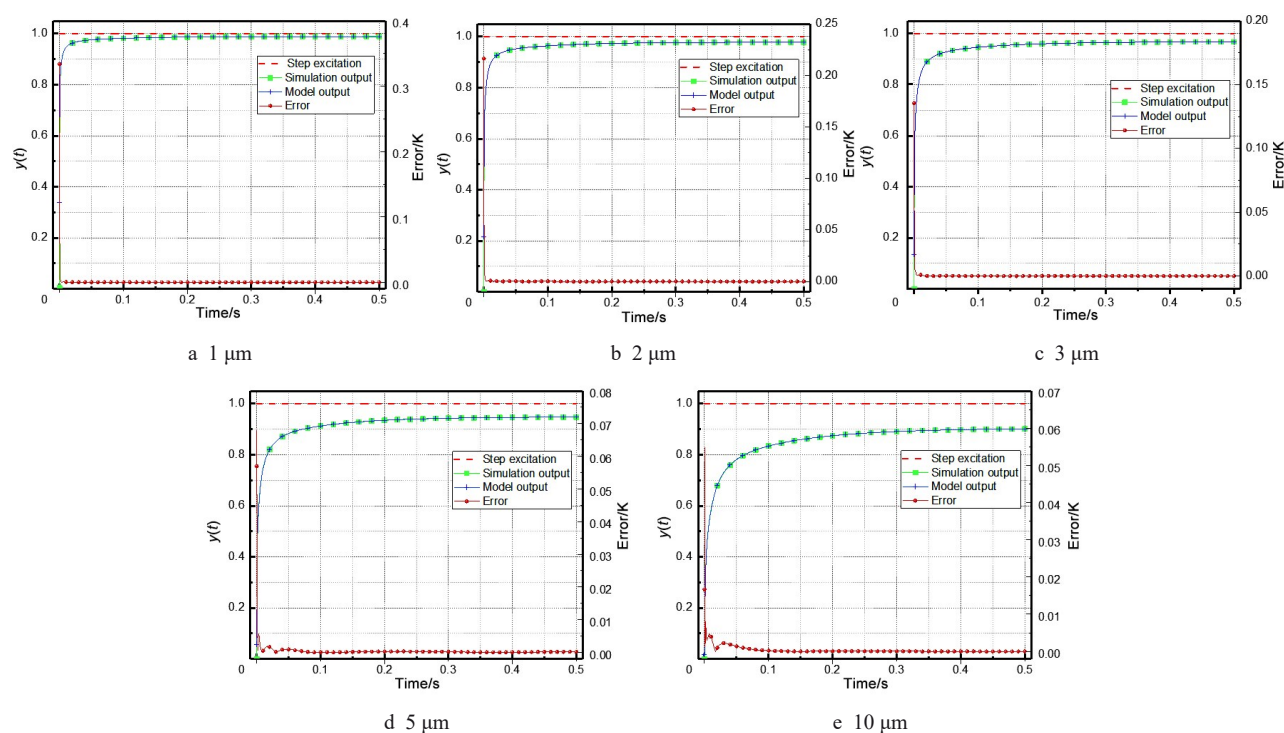 1.0
0.8
0.6
0.4
0.2
0
0.1
0.2
0.3
0.4
0.5
0.4
0.3
0.4
0.3
0.2
0.1
0.0
y(t)
Error/K
Time/s
Step excitation
Simulation output
Model output
Error
a 1 μm
1.0
0.8
0.6
0.4
0.2
0
0.1
0.2
0.3
0.4
0.5
0.25
0.20
0.15
0.10
0.05
0.00
y(t)
Error/K
Time/s
Step excitation
Simulation output
Model output
Error
b 2 μm
1.0
0.8
0.6
0.4
0.2
0
0.1
0.2
0.3
0.4
0.5
0.20
0.15
0.10
0.05
0.00
y(t)
Error/K
Time/s
Step excitation
Simulation output
Model output
Error
c 3 μm
1.0
0.8
0.6
0.4
0.2
0
0.1
0.2
0.3
0.4
0.5
0.08
0.07
0.06
0.05
0.04
0.03
0.02
0.01
0.00
y(t)
Error/K
Time/s
Step excitation
Simulation output
Model output
Error
d 5 μm
1.0
0.8
0.6
0.4
0.2
0
0.1
0.2
0.3
0.4
0.5
0.07
0.06
0.05
0.04
0.03
0.02
0.01
0.00
y(t)
Error/K
Time/s
Step excitation
Simulation output
Model output
Error
e 10 μm